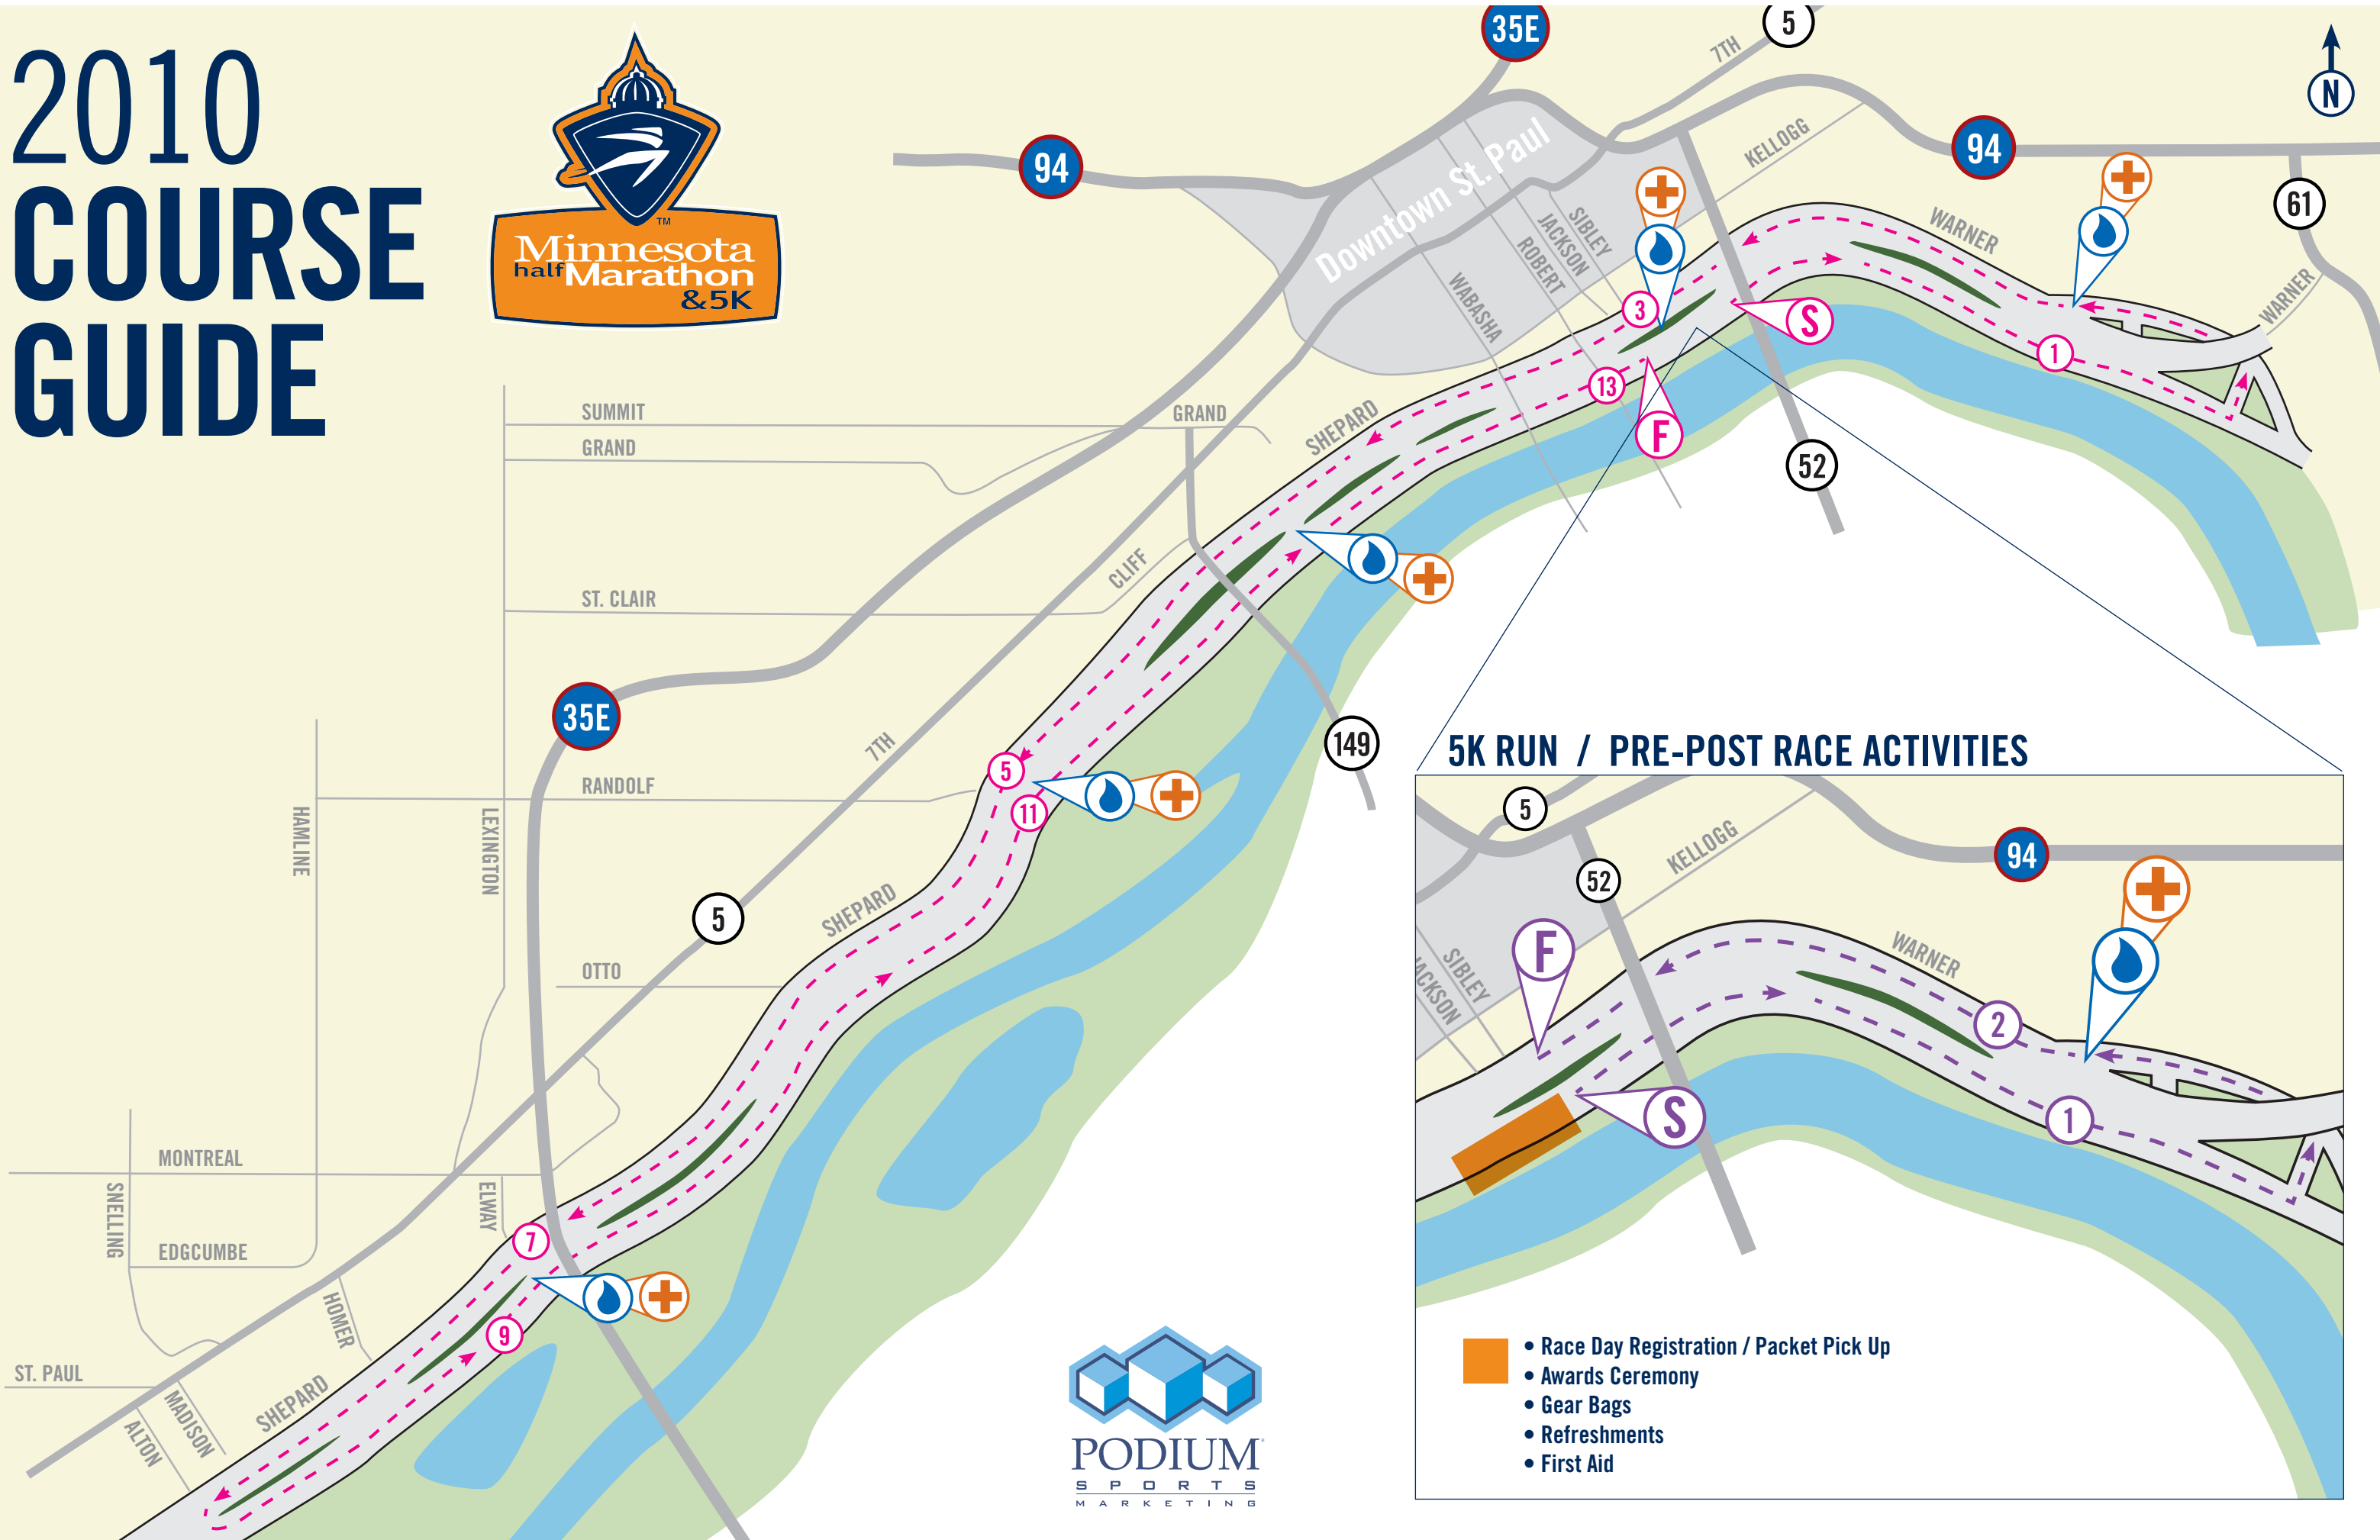 2010
COURSE
GUIDE
Minnesota
half Marathon
&5K
TM
35E
5
7TH
N
94
Downtown St. Paul
KELLOGG
94
61
WARNER
WARNER
SIBLEY
JACKSON
ROBERT
WABASHA
3
S
1
13
F
52
SHEPARD
SUMMIT
GRAND
GRAND
CLIFF
ST. CLAIR
35E
7TH
149
5
11
RANDOLF
HAMLINE
LEXINGTON
5
SHEPARD
OTTO
MONTREAL
SNELLING
ELWAY
EDGCUMBE
7
9
HOMER
ST. PAUL
MADISON
ALTON
SHEPARD
PODIUM
SPORTS
MARKETING
5K RUN / PRE-POST RACE ACTIVITIES
5
52
KELLOGG
94
F
WARNER
SIBLEY
JACKSON
2
S
1
• Race Day Registration / Packet Pick Up
• Awards Ceremony
• Gear Bags
• Refreshments
• First Aid